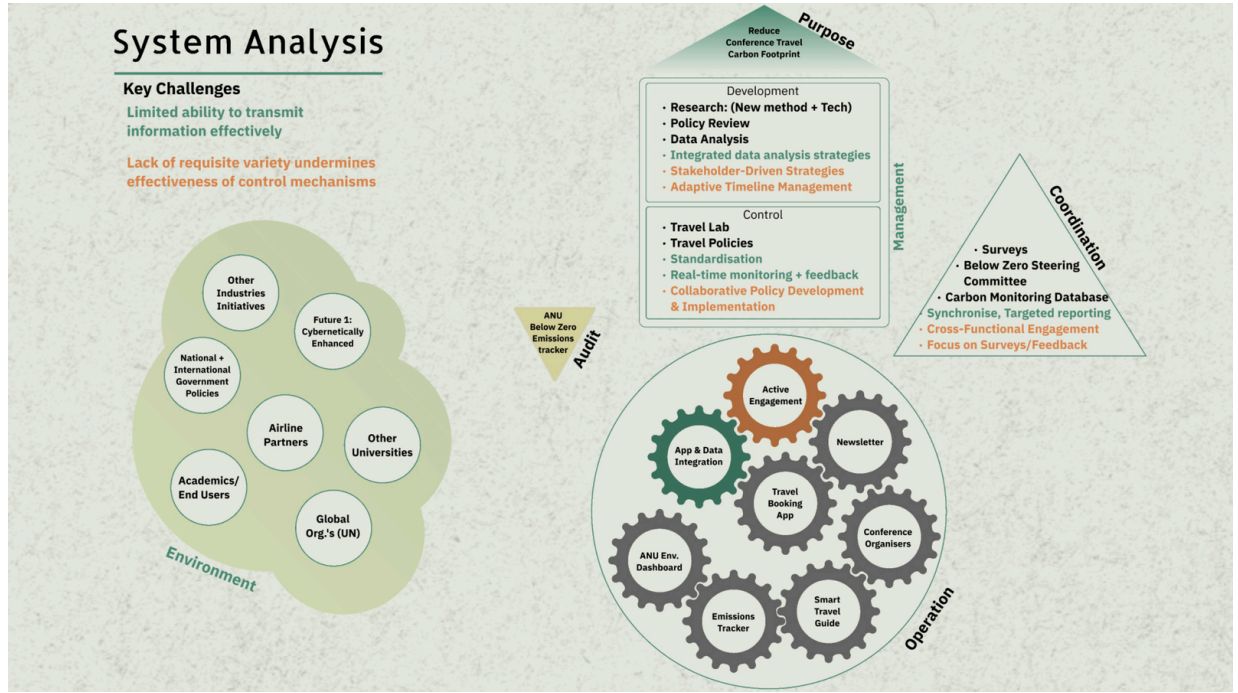 System Analysis
Key Challenges
Limited ability to transmit
information effectively
Lack of requisite variety undermines
effectiveness of control mechanisms
Other
Industries
Initiatives
Future 1:
Cybernetically
Enhanced
National +
International
Government
Policies
Airline
Partners
Other
Universities
Academics/
End Users
Global
Org.'s (UN)
Environment
ANU
Below Zero
Emissions
tracker
Audit
Reduce
Conference Travel
Carbon Footprint
Purpose
Development
· Research: (New method + Tech)
· Policy Review
· Data Analysis
· Integrated data analysis strategies
· Stakeholder-Driven Strategies
· Adaptive Timeline Management
Control
· Travel Lab
· Travel Policies
· Standardisation
· Real-time monitoring + feedback
· Collaborative Policy Development
& Implementation
Management
· Surveys
· Below Zero Steering
Committee
· Carbon Monitoring Database
· Synchronise, Targeted reporting
· Cross-Functional Engagement
· Focus on Surveys/Feedback
Coordination
Active
Engagement
App & Data
Integration
Newsletter
Travel
Booking
App
Conference
Organisers
ANU Env.
Dashboard
Emissions
Tracker
Smart
Travel
Guide
Operation